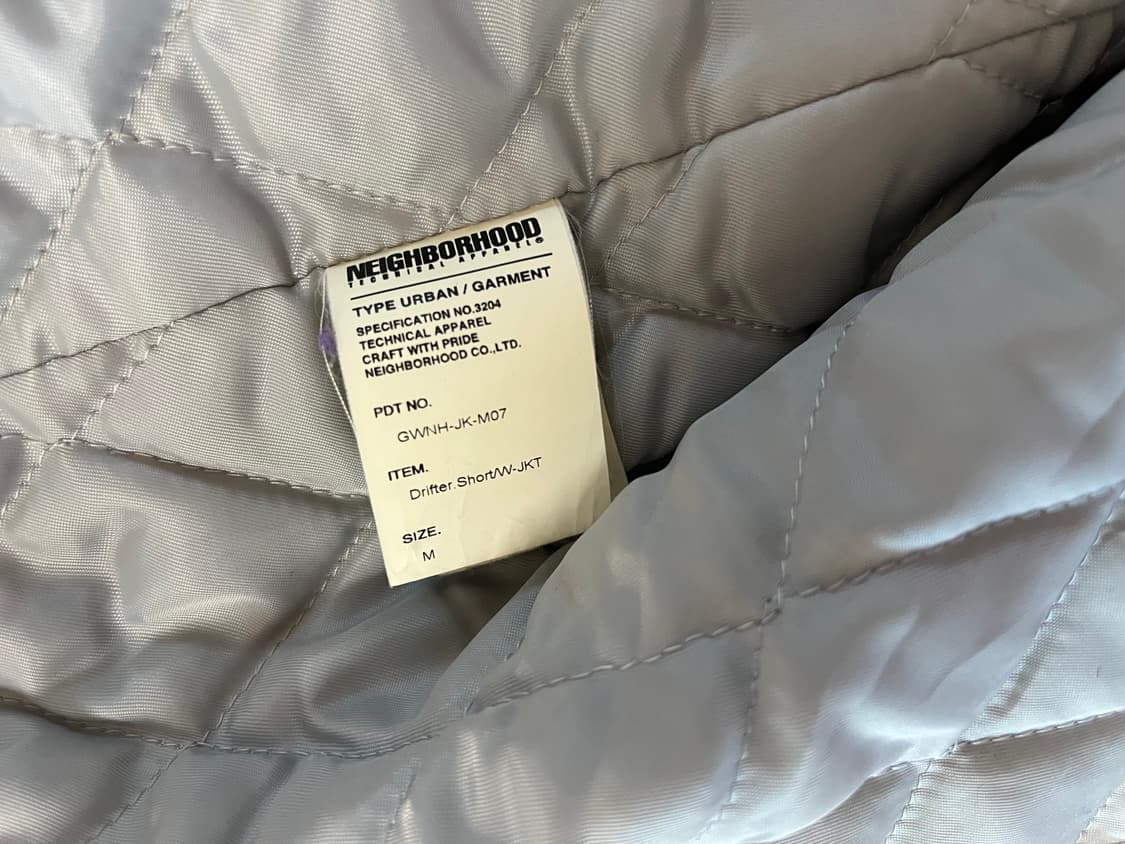 NEIGHBORHOOD
TECHNICAL APPAREL®
TYPE URBAN / GARMENT
SPECIFICATION NO.3204
TECHNICAL APPAREL
CRAFT WITH PRIDE
NEIGHBORHOOD CO.,LTD.
PDT NO.
GWNH-JK-M07
ITEM.
Drifter.Short/W-JKT
SIZE.
M